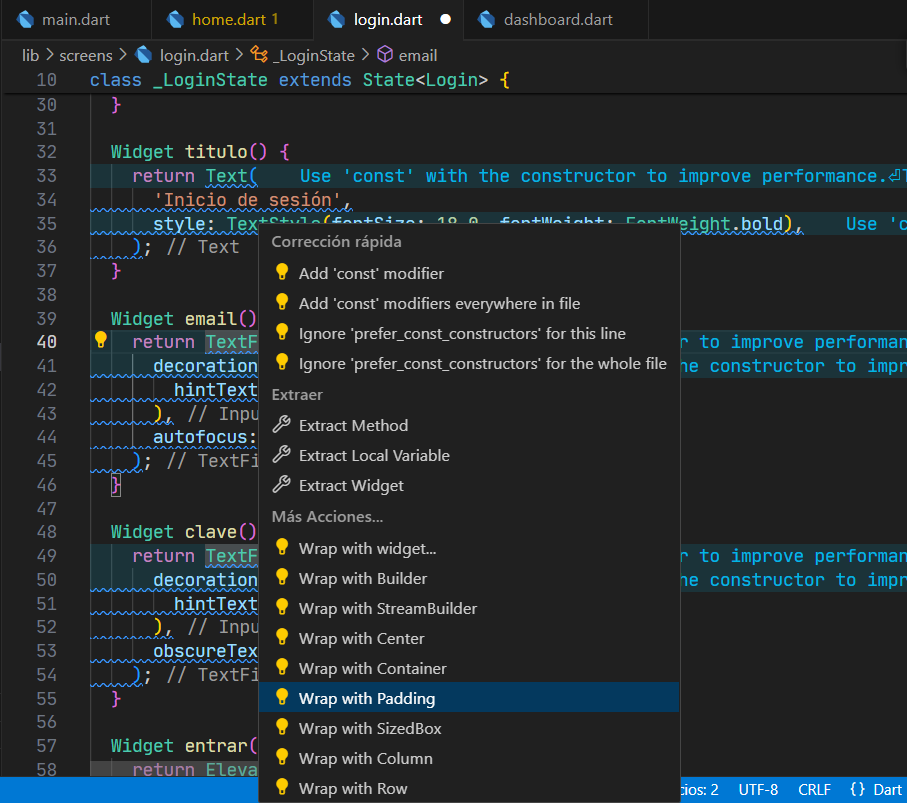 main.dart home.dart 1 login.dart dashboard.dart
lib > screens > login.dart > _LoginState > email
10 class _LoginState extends State<Login> {
30 }
31
32 Widget titulo() {
33 return Text( Use 'const' with the constructor to improve performance.
34 'Inicio de sesión',
35 style: TextStyle(fontSize: 18.0, fontWeight: FontWeight.bold), Use 'c
36 ); // Text
37 }
38
39 Widget email()
40 return TextF r to improve performan
41 decoration he constructor to impr
42 hintText
43 ), // Inpu
44 autofocus:
45 ); // TextFi
46 }
47
48 Widget clave()
49 return TextF r to improve performan
50 decoration he constructor to impr
51 hintText
52 ), // Inpu
53 obscureTex
54 ); // TextFi
55 }
56
57 Widget entrar(
58 return Eleva
Corrección rápida
Add 'const' modifier
Add 'const' modifiers everywhere in file
Ignore 'prefer_const_constructors' for this line
Ignore 'prefer_const_constructors' for the whole file
Extraer
Extract Method
Extract Local Variable
Extract Widget
Más Acciones...
Wrap with widget...
Wrap with Builder
Wrap with StreamBuilder
Wrap with Center
Wrap with Container
Wrap with Padding
Wrap with SizedBox
Wrap with Column
Wrap with Row
cios: 2 UTF-8 CRLF {} Dart